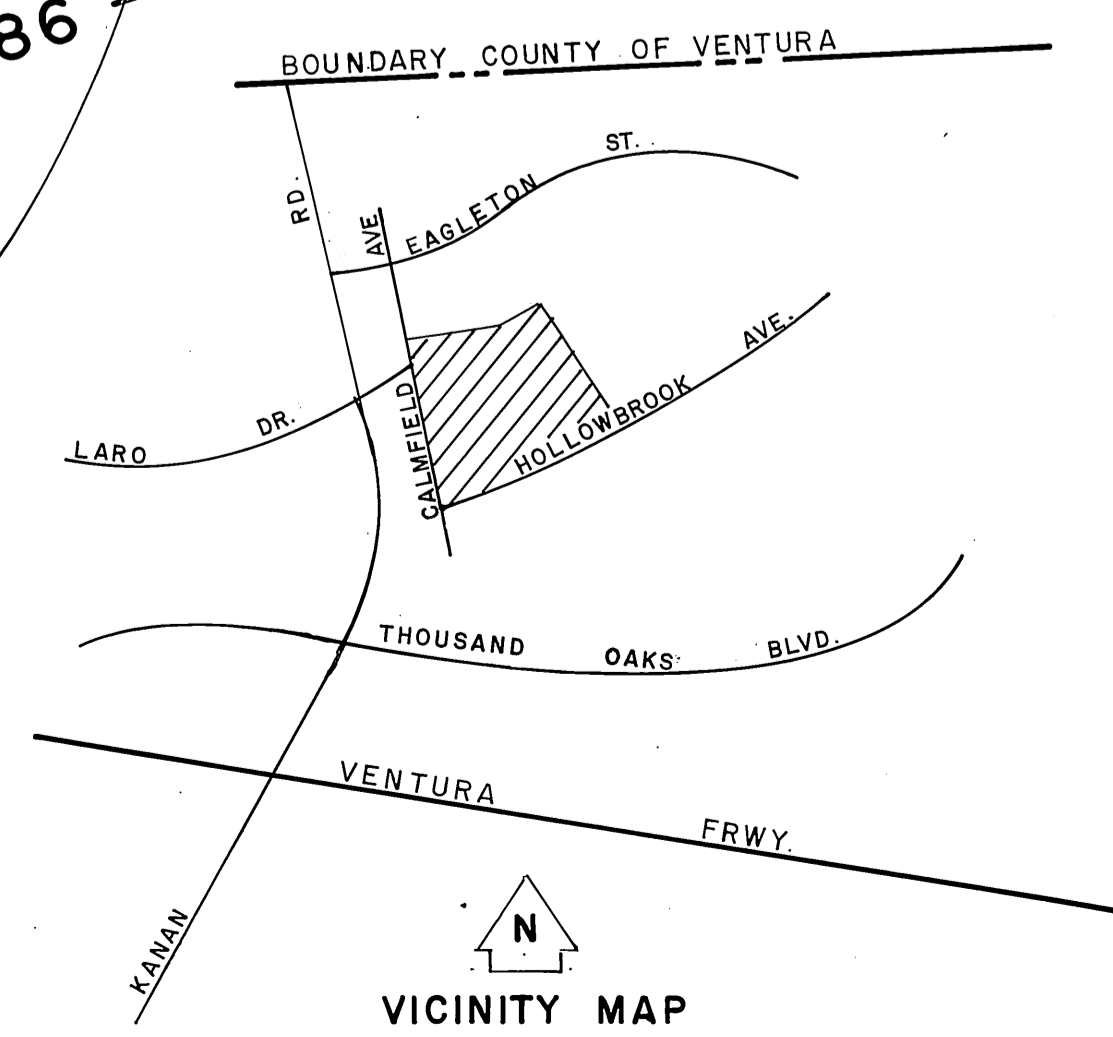 86
BOUNDARY COUNTY OF VENTURA
ST.
RD.
AVE
EAGLETON
AVE.
HOLLOWBROOK
DR.
LARO
CALMFIELD
THOUSAND OAKS BLVD.
VENTURA FRWY.
KANAN
N
VICINITY MAP